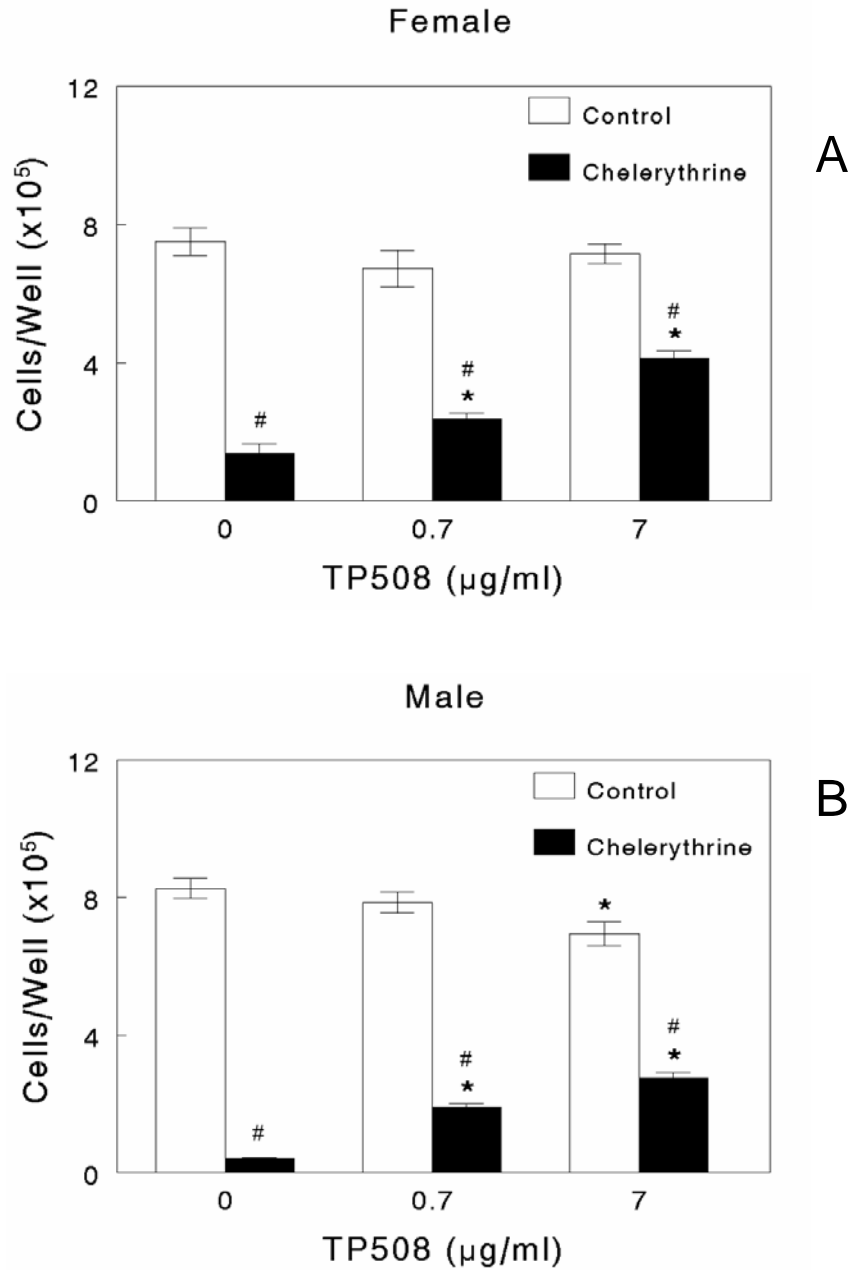 Female
A
12
8
4
0
Cells/Well (x10⁵)
Control
Chelerythrine
#
#
*
#
*
0 0.7 7
TP508 (µg/ml)
Male
B
12
8
4
0
Cells/Well (x10⁵)
Control
Chelerythrine
#
#
*
*
#
*
0 0.7 7
TP508 (µg/ml)